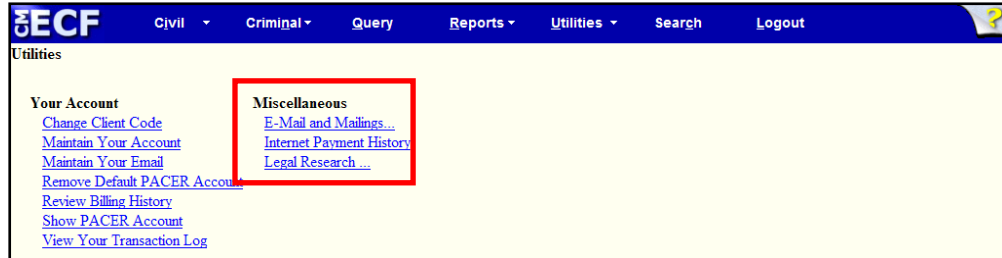 CM ECF Civil Criminal Query Reports Utilities Search Logout ?
Utilities
Your Account
Change Client Code
Maintain Your Account
Maintain Your Email
Remove Default PACER Account
Review Billing History
Show PACER Account
View Your Transaction Log
Miscellaneous
E-Mail and Mailings...
Internet Payment History
Legal Research ...